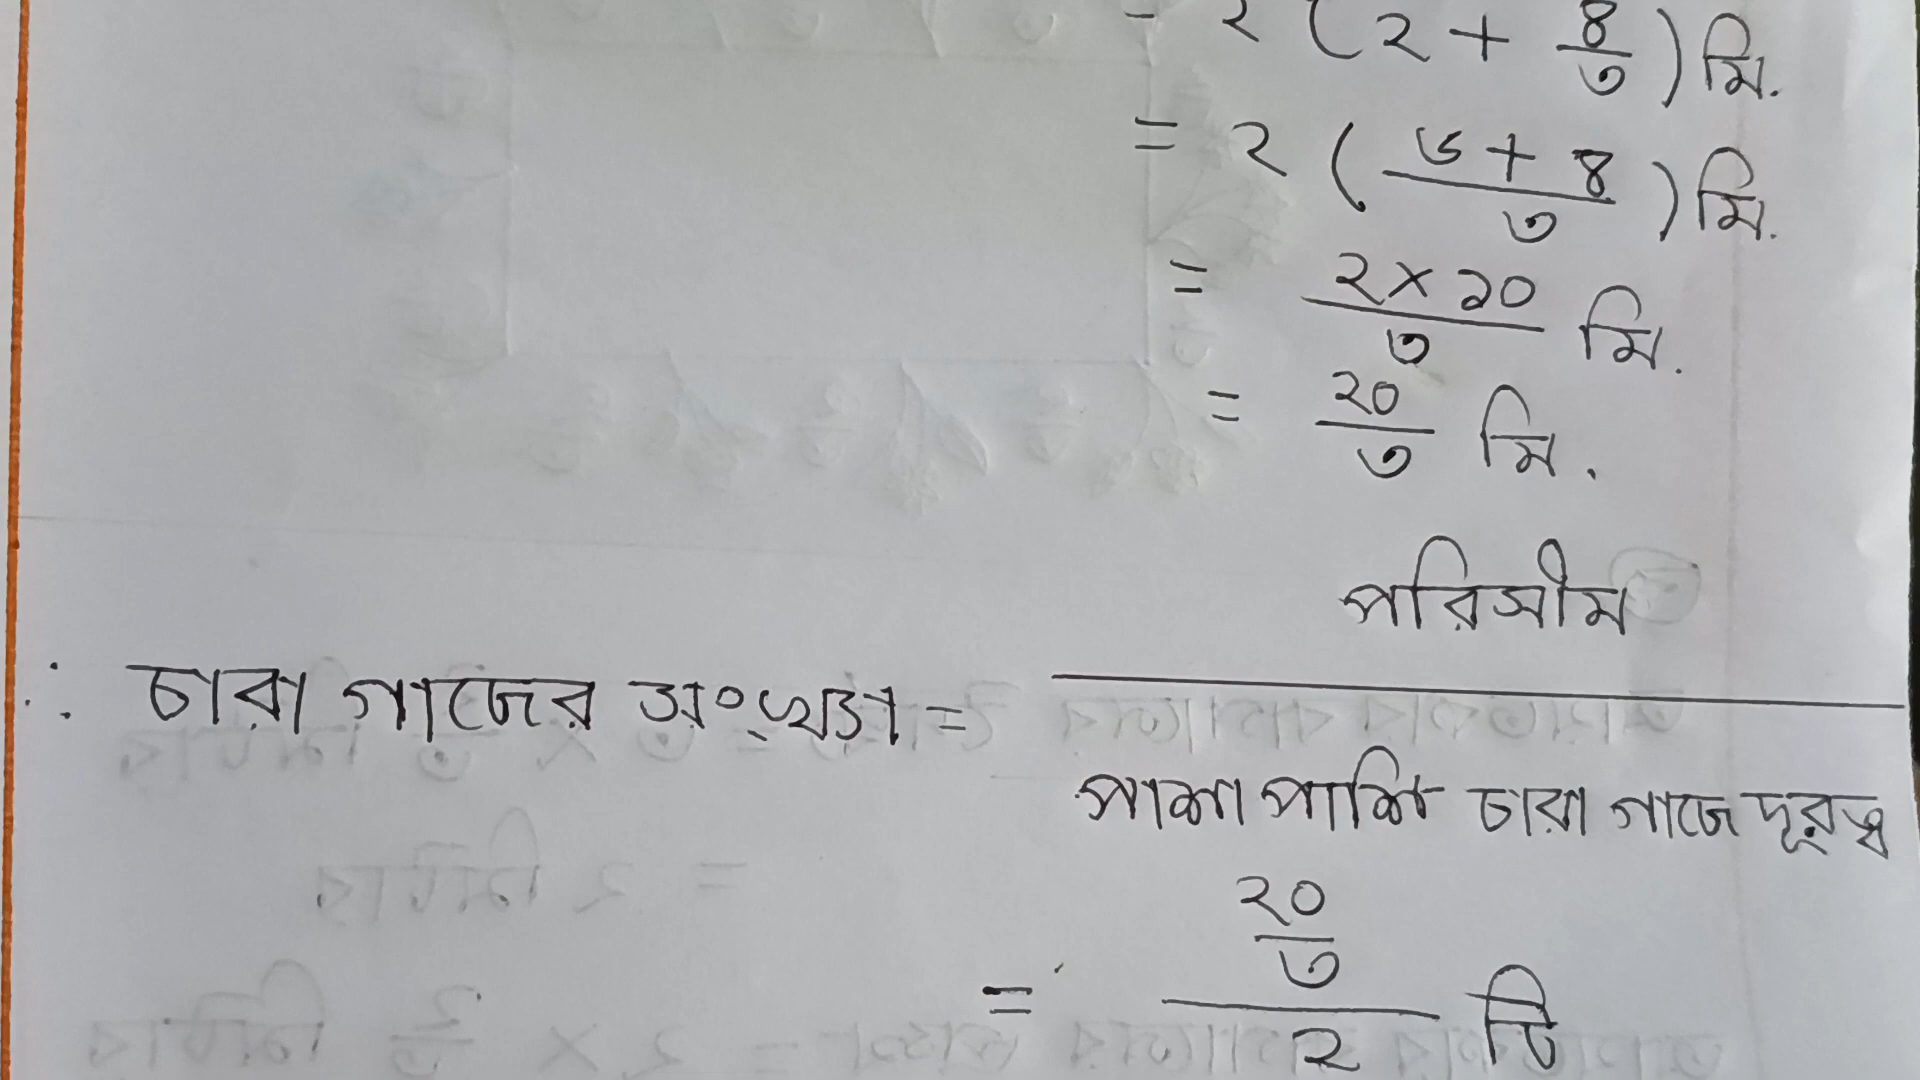 = ২ (২ + ৪/৩) মি.
= ২ (৬ + ৪/৩) মি.
= ২ × ১০/৩ মি.
= ২০/৩ মি.
পরিসীম
∴ চারা গাজের সংখ্যা =
পাশা পাশি চারা গাজে দূরত্ব
= ২০/৩/২ টি